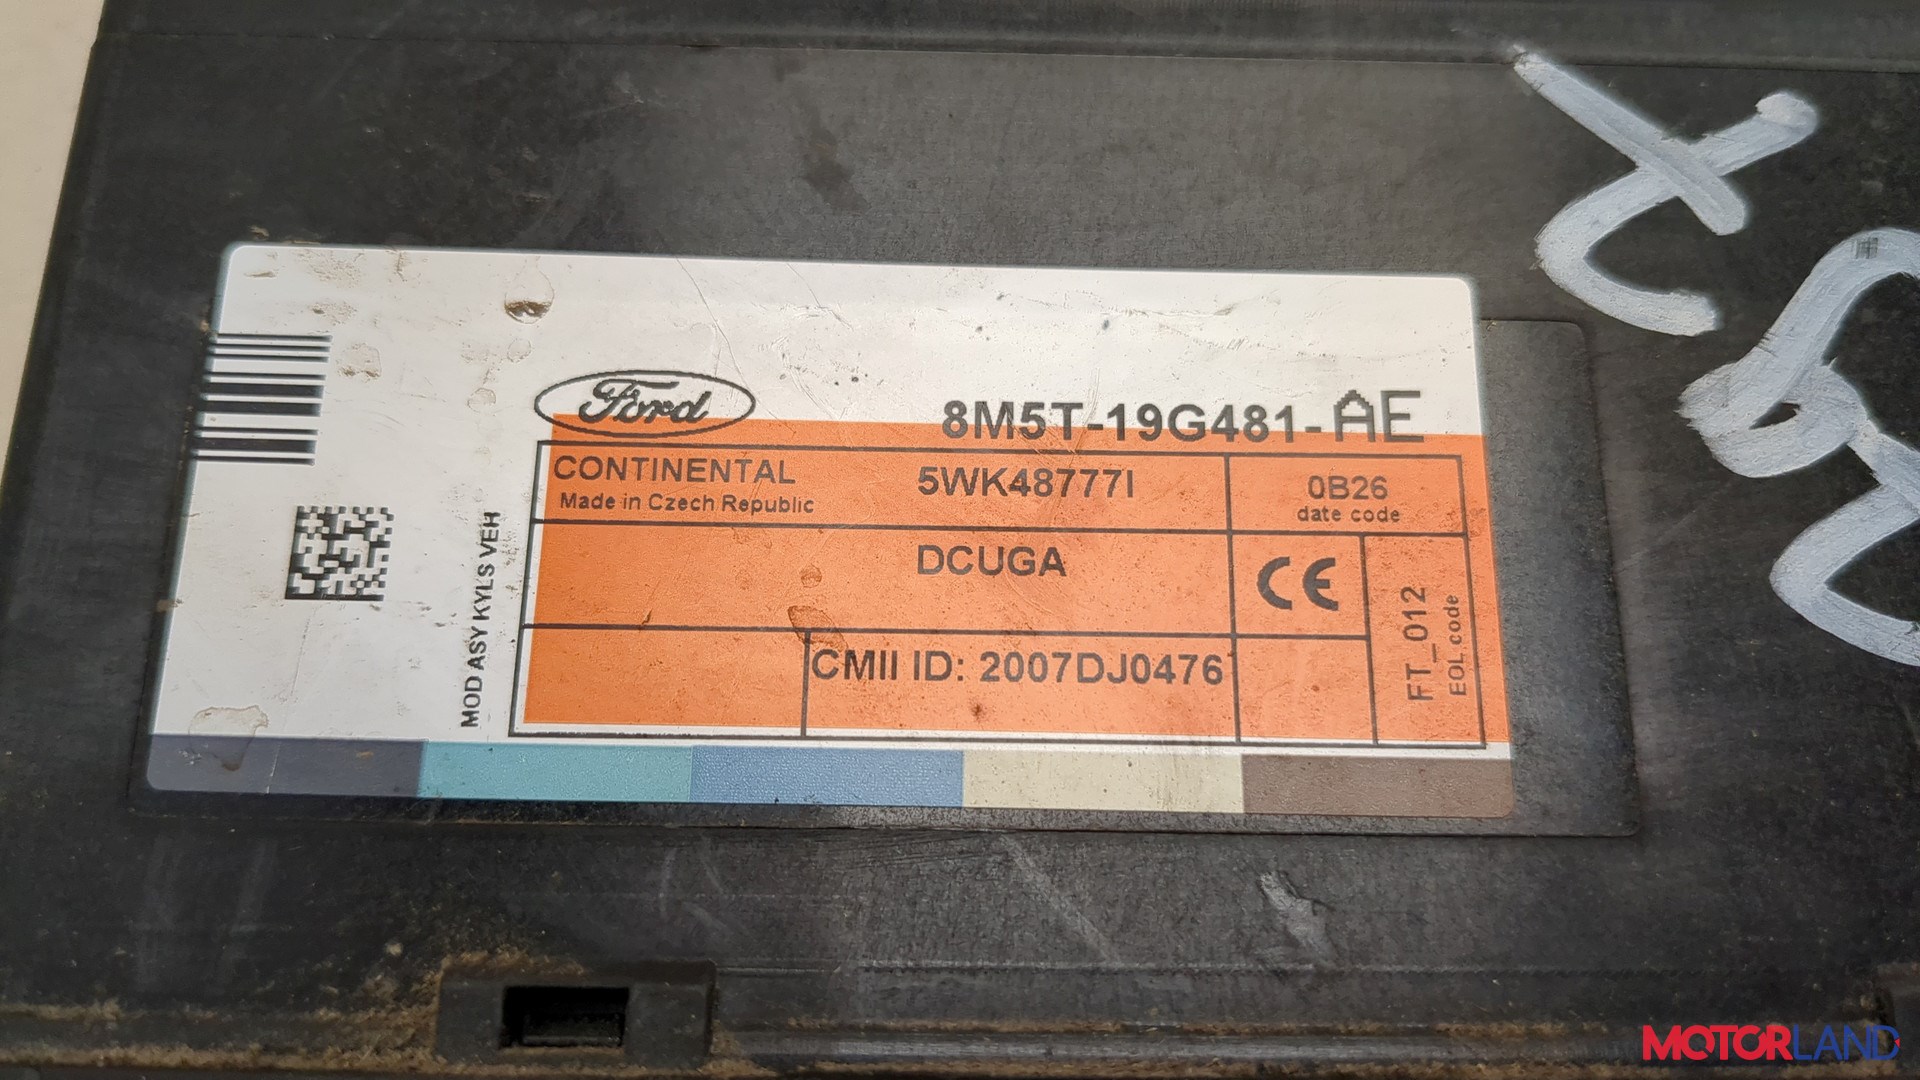 Ford
8M5T-19G481-AE
CONTINENTAL
Made in Czech Republic
5WK48777I
0B26
date code
DCUGA
CE
CMII ID: 2007DJ0476
FT_012
EOL code
MOD ASY KYLS VEH
MOTORLAND